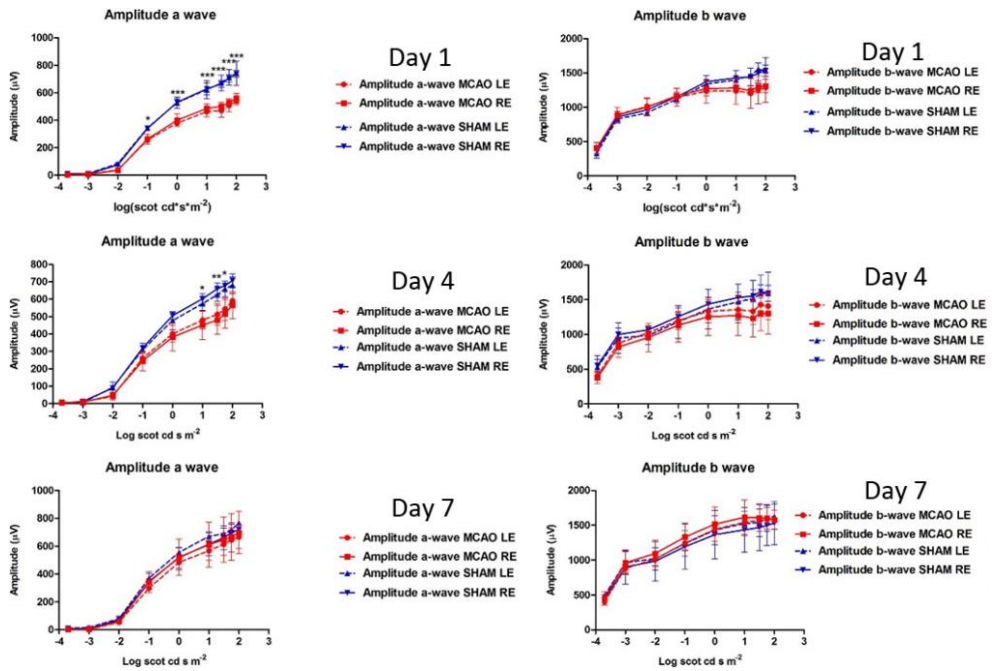 Amplitude a wave
1000
800
600
400
200
0
Amplitude (µV)
-4 -3 -2 -1 0 1 2 3
log(scot cd*s*m⁻²)
*
***
***
***
***
***
Day 1
Amplitude a-wave MCAO LE
Amplitude a-wave MCAO RE
Amplitude a-wave SHAM LE
Amplitude a-wave SHAM RE
Amplitude b wave
2000
1500
1000
500
0
Amplitude (µV)
-4 -3 -2 -1 0 1 2 3
log(scot cd*s*m⁻²)
Day 1
Amplitude b-wave MCAO LE
Amplitude b-wave MCAO RE
Amplitude b-wave SHAM LE
Amplitude b-wave SHAM RE
Amplitude a wave
800
700
600
500
400
300
200
100
0
Amplitude (µV)
-4 -3 -2 -1 0 1 2 3
Log scot cd s m⁻²
*
**
*
Day 4
Amplitude a-wave MCAO LE
Amplitude a-wave MCAO RE
Amplitude a-wave SHAM LE
Amplitude a-wave SHAM RE
Amplitude b wave
2000
1500
1000
500
0
Amplitude (µV)
-4 -3 -2 -1 0 1 2 3
Log scot cd s m⁻²
Day 4
Amplitude b-wave MCAO LE
Amplitude b-wave MCAO RE
Amplitude b-wave SHAM LE
Amplitude b-wave SHAM RE
Amplitude a wave
1000
800
600
400
200
0
Amplitude (µV)
-4 -3 -2 -1 0 1 2 3
Log scot cd s m⁻²
Day 7
Amplitude a-wave MCAO LE
Amplitude a-wave MCAO RE
Amplitude a-wave SHAM LE
Amplitude a-wave SHAM RE
Amplitude b wave
2000
1500
1000
500
0
Amplitude (µV)
-4 -3 -2 -1 0 1 2 3
Log scot cd s m⁻²
Day 7
Amplitude b-wave MCAO LE
Amplitude b-wave MCAO RE
Amplitude b-wave SHAM LE
Amplitude b-wave SHAM RE